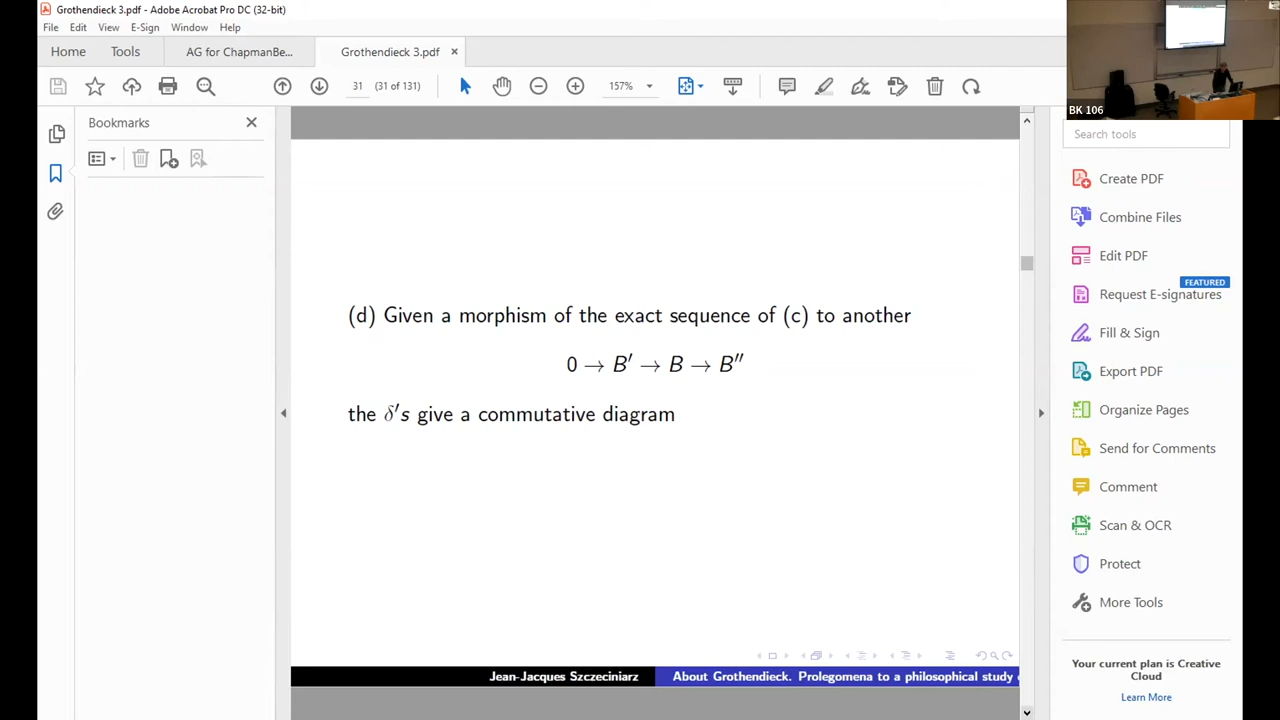 Grothendieck 3.pdf - Adobe Acrobat Pro DC (32-bit)
File Edit View E-Sign Window Help
Home Tools AG for ChapmanBe... Grothendieck 3.pdf ×
31 (31 of 131) 157%
BK 106
Bookmarks
Search tools
Create PDF
Combine Files
Edit PDF
FEATURED
Request E-signatures
Fill & Sign
Export PDF
Organize Pages
Send for Comments
Comment
Scan & OCR
Protect
More Tools
Your current plan is Creative
Cloud
Learn More
(d) Given a morphism of the exact sequence of (c) to another
0 → B′ → B → B″
the δ′s give a commutative diagram
Jean-Jacques Szczeciniarz About Grothendieck. Prolegomena to a philosophical study